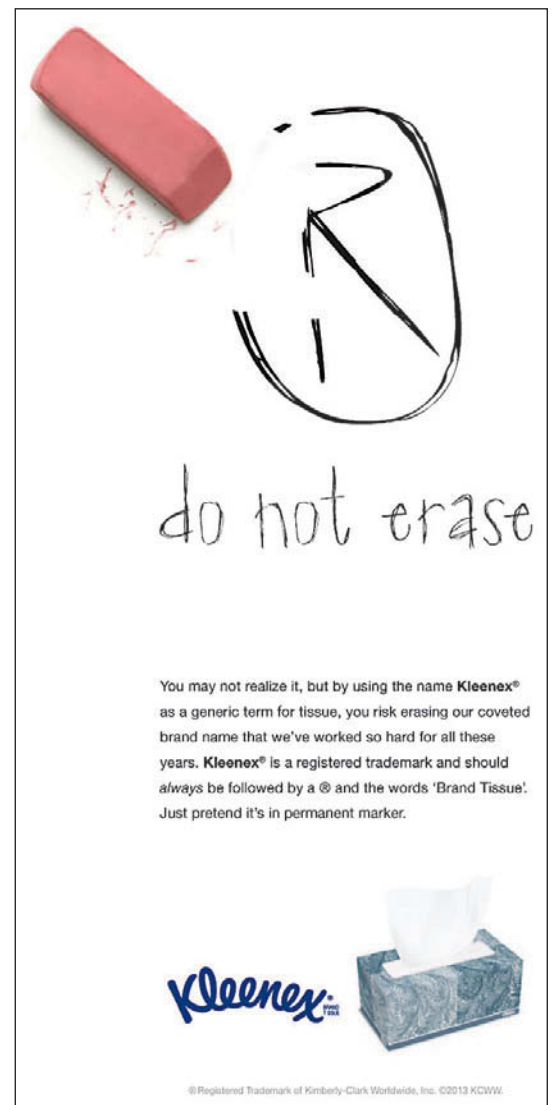 R
do not erase
You may not realize it, but by using the name Kleenex®
as a generic term for tissue, you risk erasing our coveted
brand name that we've worked so hard for all these
years. Kleenex® is a registered trademark and should
always be followed by a ® and the words 'Brand Tissue'.
Just pretend it's in permanent marker.
Kleenex®
BRAND
TISSUE
® Registered Trademark of Kimberly-Clark Worldwide, Inc. ©2013 KCWW.